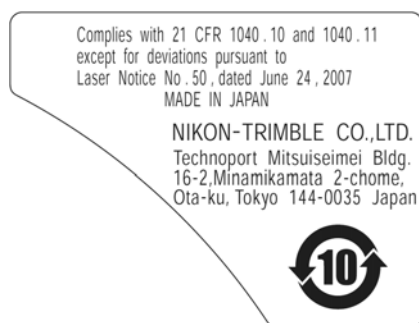 Complies with 21 CFR 1040.10 and 1040.11
except for deviations pursuant to
Laser Notice No.50, dated June 24, 2007
MADE IN JAPAN
NIKON-TRIMBLE CO.,LTD.
Technoport Mitsuiseimei Bldg.
16-2,Minamikamata 2-chome,
Ota-ku, Tokyo 144-0035 Japan
10